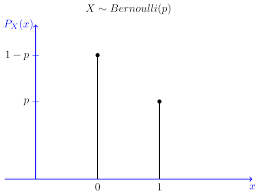 X ∼ Bernoulli(p)
P_X(x)
1 − p
p
0 1
x